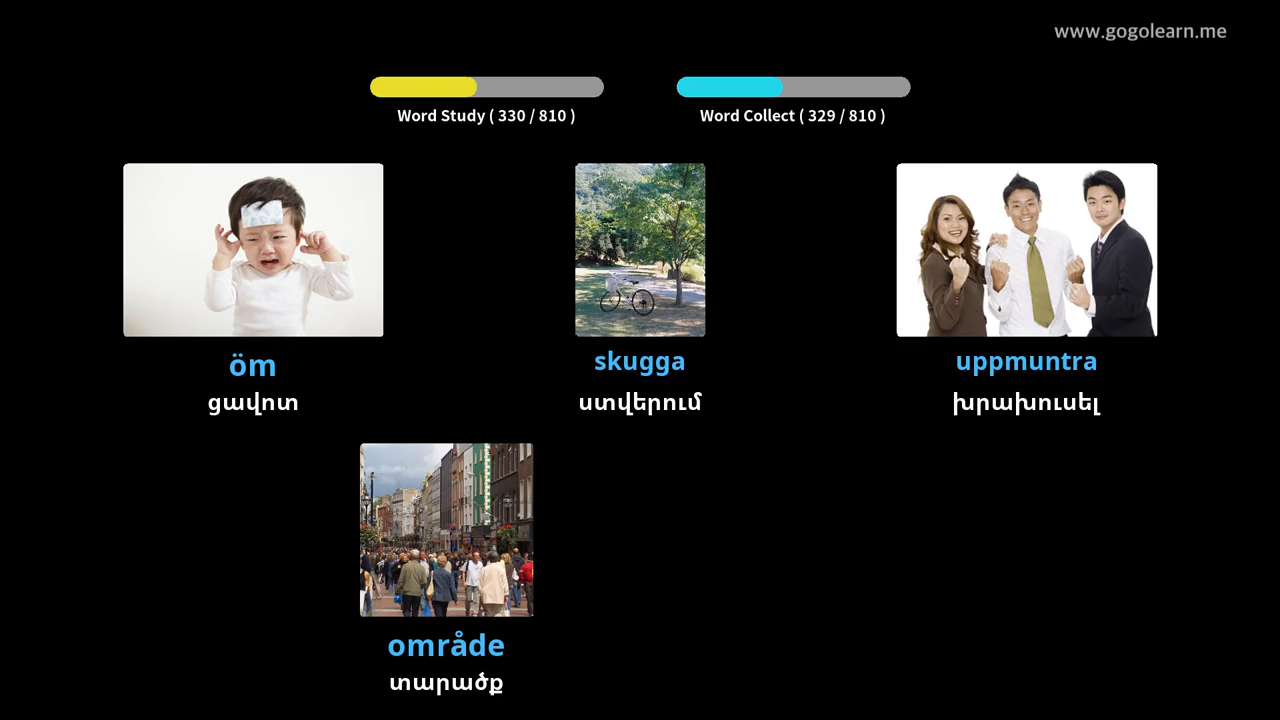 www.gogolearn.me
Word Study ( 330 / 810 )
Word Collect ( 329 / 810 )
öm
ցավոտ
skugga
ստվերում
uppmuntra
խրախուսել
område
տարածք